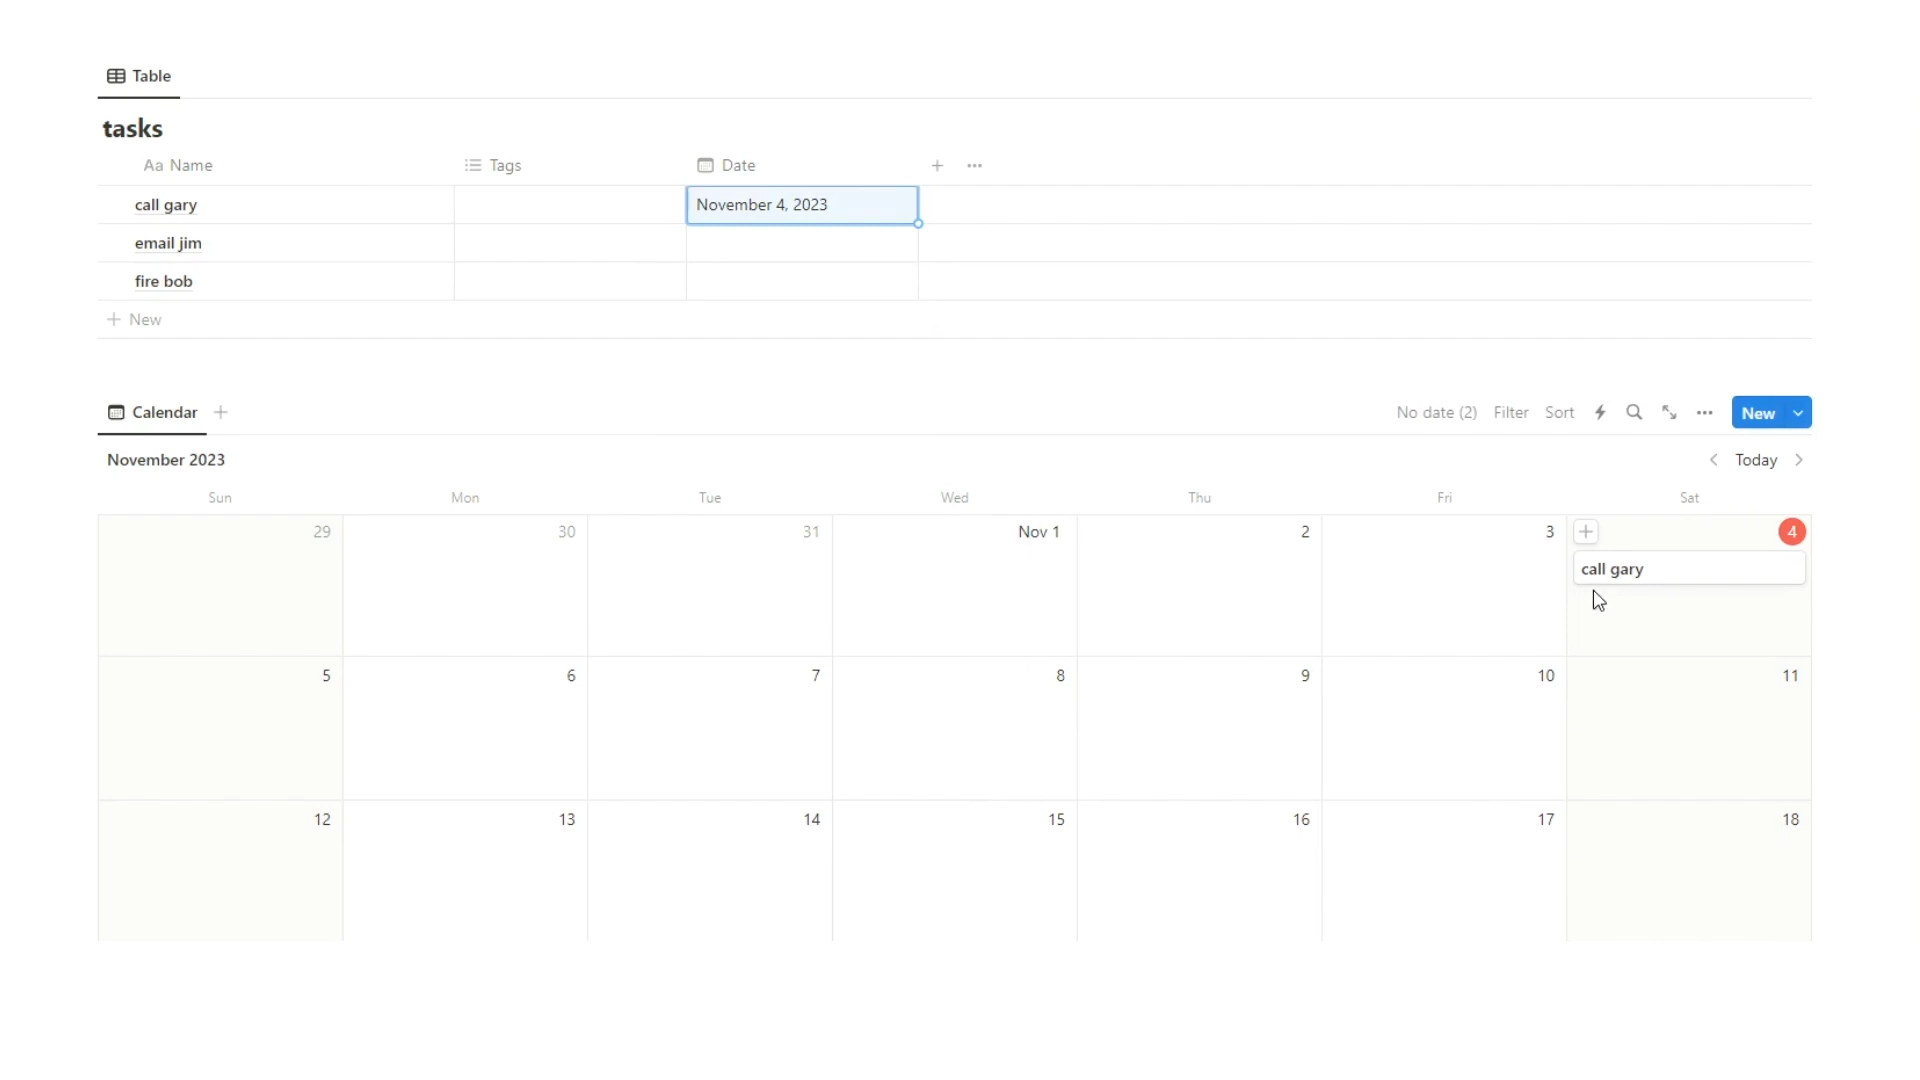 Table
tasks
Aa Name Tags Date
call gary November 4, 2023
email jim
fire bob
New
Calendar No date (2) Filter Sort New
November 2023 Today
Sun Mon Tue Wed Thu Fri Sat
29 30 31 Nov 1 2 3 4
call gary
5 6 7 8 9 10 11
12 13 14 15 16 17 18